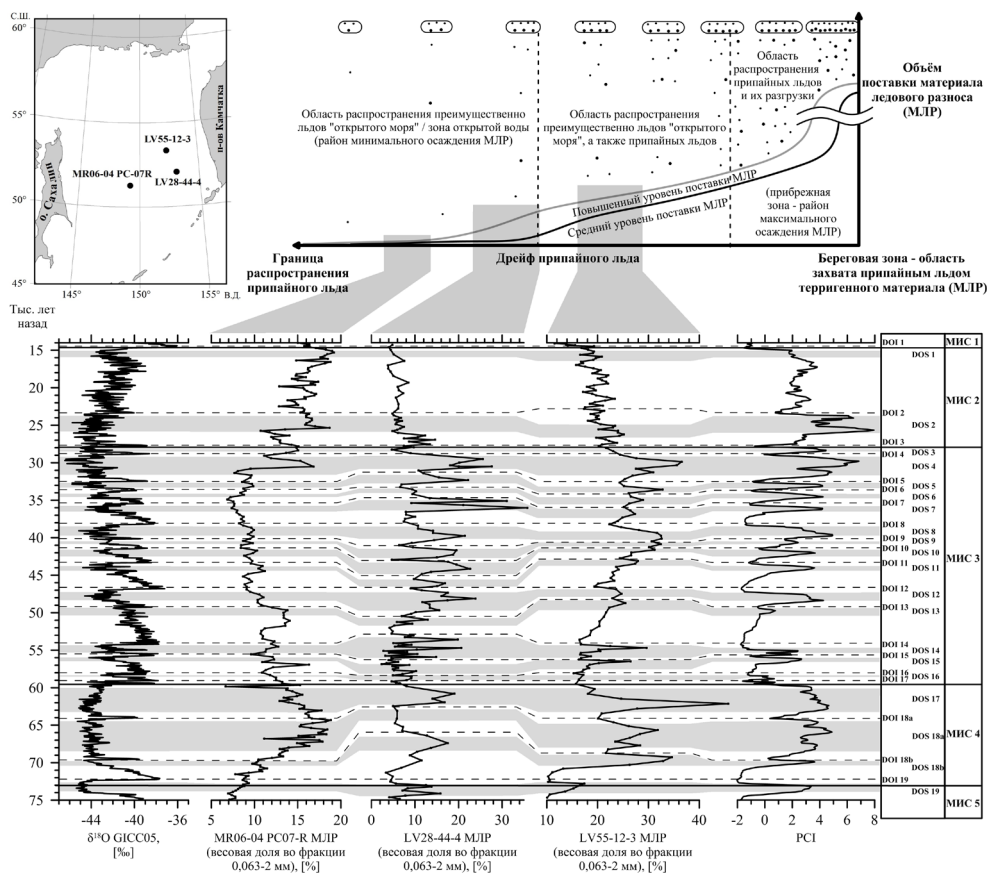 С.Ш.
60°
55°
50°
45°
145°
150°
155°
В.Д.
п-ов Камчатка
о. Сахалин
LV55-12-3
MR06-04 PC-07R
LV28-44-4
Область распространения преимущественно
льдов "открытого моря" / зона открытой воды
(район минимального осаждения МЛР)
Область распространения
преимущественно льдов "открытого
моря", а также припайных льдов
Область
распространения
припайных льдов
и их разгрузки
Объём
поставки материала
ледового разноса
(МЛР)
Повышенный уровень поставки МЛР
Средний уровень поставки МЛР
(прибрежная
зона - район
максимального
осаждения МЛР)
Граница
распространения
припайного льда
Дрейф припайного льда
Береговая зона - область
захвата припайным льдом
терригенного материала (МЛР)
Тыс. лет
назад
15
20
25
30
35
40
45
50
55
60
65
70
75
DOI 1
DOI 2
DOI 3
DOI 4
DOI 5
DOI 6
DOI 7
DOI 8
DOI 9
DOI 10
DOI 11
DOI 12
DOI 13
DOI 14
DOI 15
DOI 16
DOI 17
DOI 18a
DOI 18b
DOI 19
DOS 1
DOS 2
DOS 3
DOS 4
DOS 5
DOS 6
DOS 7
DOS 8
DOS 9
DOS 10
DOS 11
DOS 12
DOS 13
DOS 14
DOS 15
DOS 16
DOS 17
DOS 18a
DOS 18b
DOS 19
МИС 1
МИС 2
МИС 3
МИС 4
МИС 5
-44 -40 -36
5 10 15 20
0 10 20 30
10 20 30 40
-2 0 2 4 6 8
δ¹⁸O GICC05,
[‰]
MR06-04 PC07-R МЛР
(весовая доля во фракции
0,063-2 мм), [%]
LV28-44-4 МЛР
(весовая доля во фракции
0,063-2 мм), [%]
LV55-12-3 МЛР
(весовая доля во фракции
0,063-2 мм), [%]
PCI